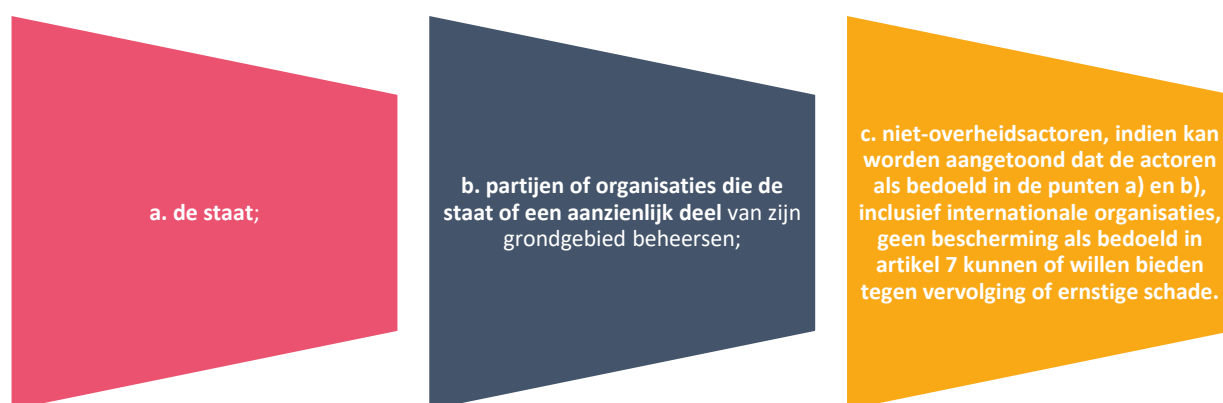 a. de staat;
b. partijen of organisaties die de
staat of een aanzienlijk deel van zijn
grondgebied beheersen;
c. niet-overheidsactoren, indien kan
worden aangetoond dat de actoren
als bedoeld in de punten a) en b),
inclusief internationale organisaties,
geen bescherming als bedoeld in
artikel 7 kunnen of willen bieden
tegen vervolging of ernstige schade.